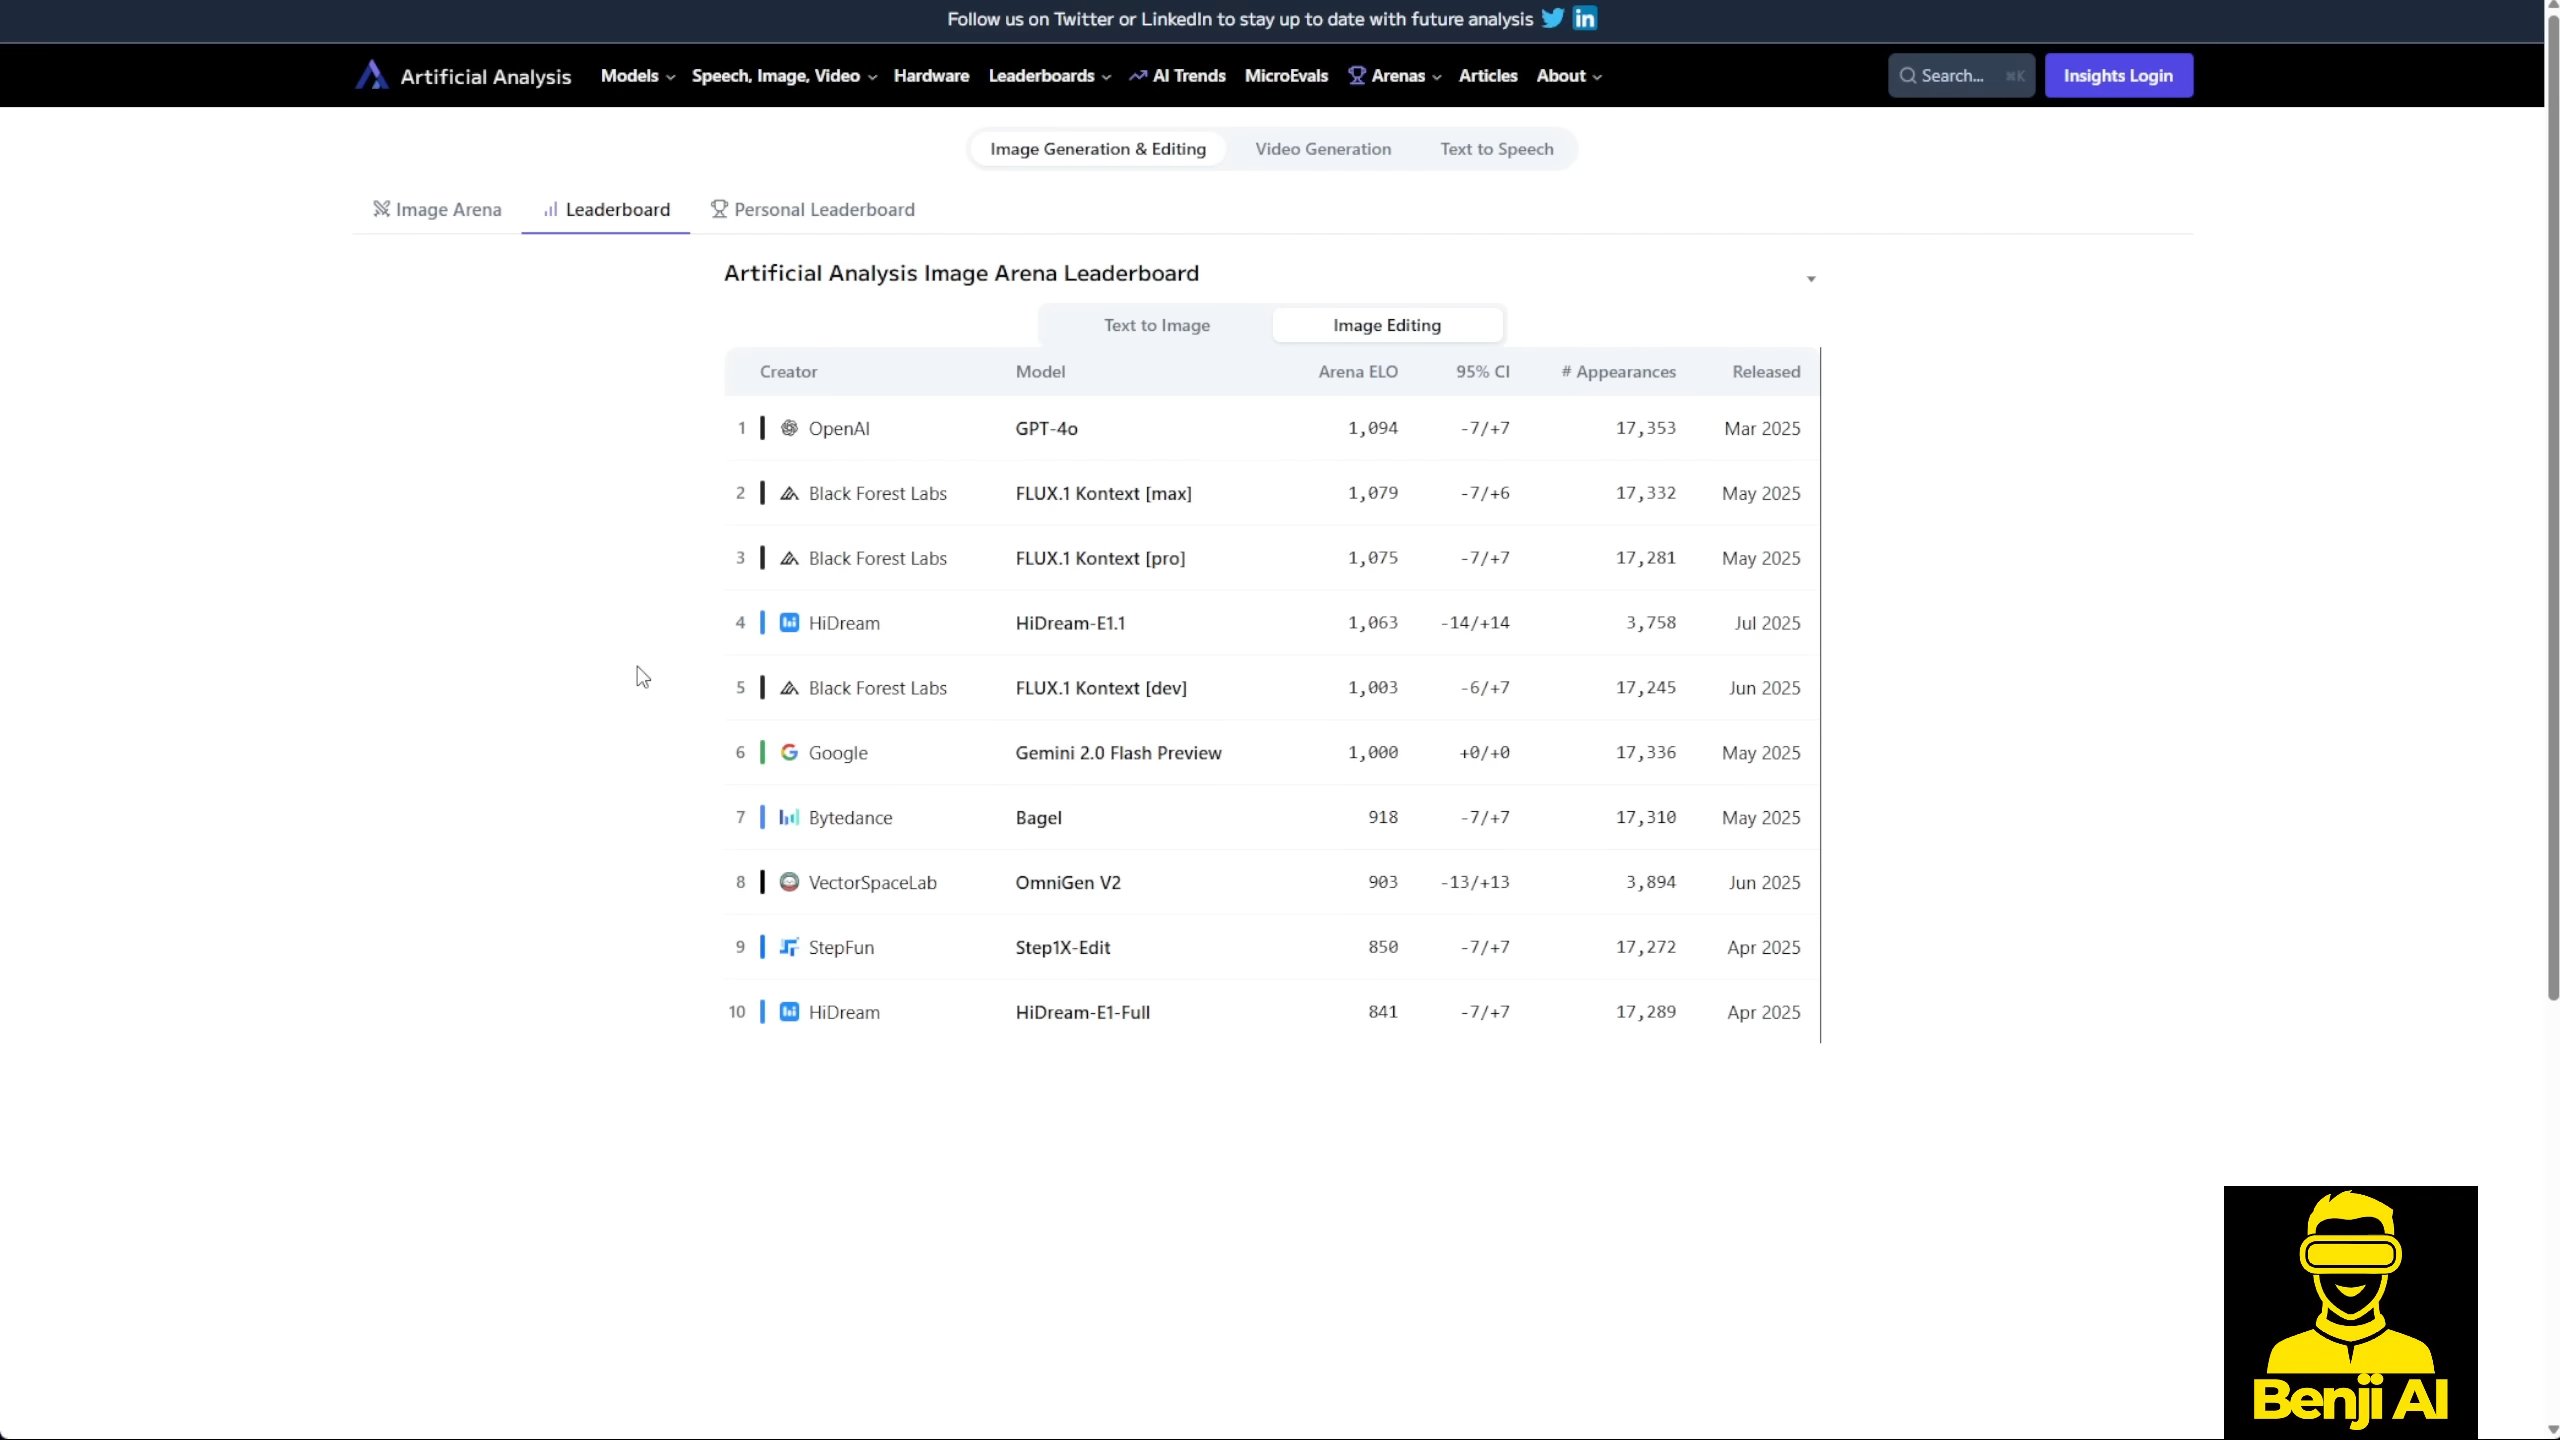 Follow us on Twitter or LinkedIn to stay up to date with future analysis
Artificial Analysis Models Speech, Image, Video Hardware Leaderboards AI Trends MicroEvals Arenas Articles About Search... ⌘K Insights Login
Image Generation & Editing Video Generation Text to Speech
Image Arena Leaderboard Personal Leaderboard
Artificial Analysis Image Arena Leaderboard
Text to Image Image Editing
Creator Model Arena ELO 95% CI # Appearances Released
1 OpenAI GPT-4o 1,094 -7/+7 17,353 Mar 2025
2 Black Forest Labs FLUX.1 Kontext [max] 1,079 -7/+6 17,332 May 2025
3 Black Forest Labs FLUX.1 Kontext [pro] 1,075 -7/+7 17,281 May 2025
4 HiDream HiDream-E1.1 1,063 -14/+14 3,758 Jul 2025
5 Black Forest Labs FLUX.1 Kontext [dev] 1,003 -6/+7 17,245 Jun 2025
6 Google Gemini 2.0 Flash Preview 1,000 +0/+0 17,336 May 2025
7 Bytedance Bagel 918 -7/+7 17,310 May 2025
8 VectorSpaceLab OmniGen V2 903 -13/+13 3,894 Jun 2025
9 StepFun Step1X-Edit 850 -7/+7 17,272 Apr 2025
10 HiDream HiDream-E1-Full 841 -7/+7 17,289 Apr 2025
Benji AI